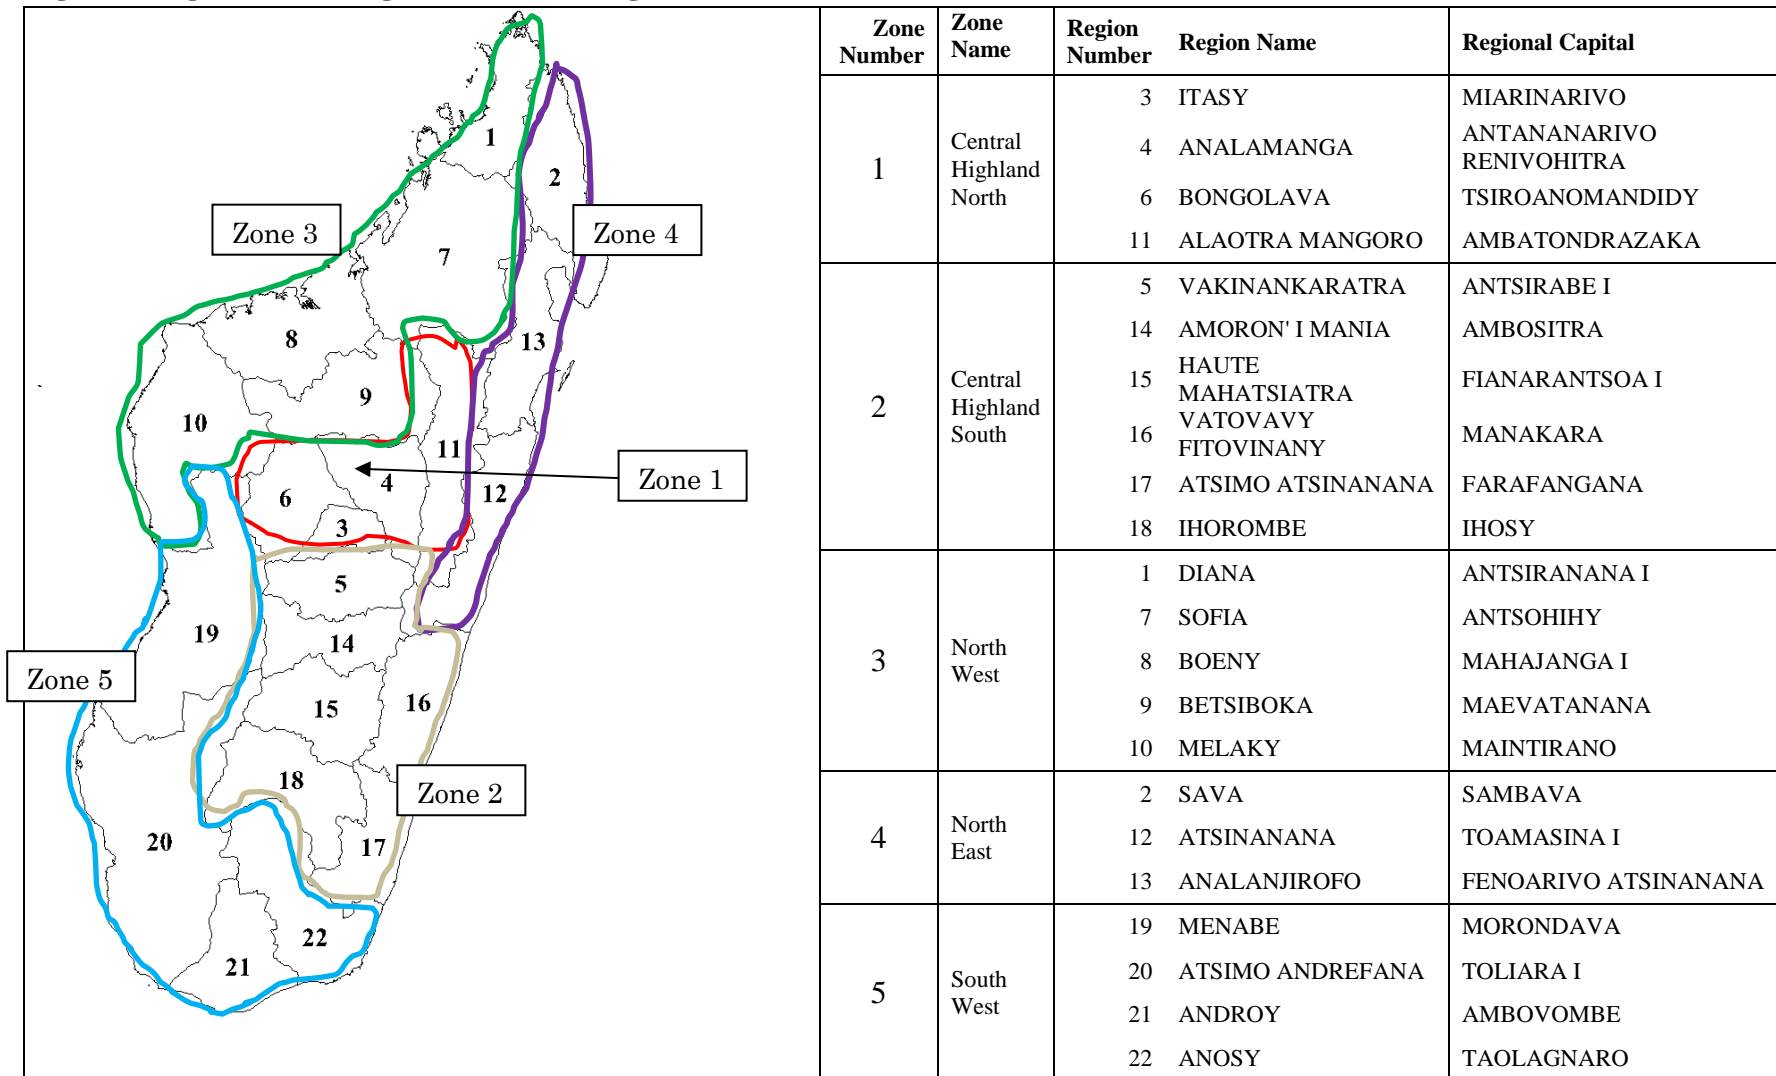 1
2
Zone 3
Zone 4
7
8
13
9
10
11
Zone 1
4
6
12
3
5
19
14
Zone 5
16
15
18
Zone 2
20
17
22
21
Zone Number
Zone Name
Region Number
Region Name
Regional Capital
1
Central
Highland
North
3 ITASY MIARINARIVO
4 ANALAMANGA ANTANANARIVO
RENIVOHITRA
6 BONGOLAVA TSIROANOMANDIDY
11 ALAOTRA MANGORO AMBATONDRAZAKA
2
Central
Highland
South
5 VAKINANKARATRA ANTSIRABE I
14 AMORON' I MANIA AMBOSITRA
15 HAUTE
MAHATSIATRA FIANARANTSOA I
16 VATOVAVY
FITOVINANY MANAKARA
17 ATSIMO ATSINANANA FARAFANGANA
18 IHOROMBE IHOSY
3
North
West
1 DIANA ANTSIRANANA I
7 SOFIA ANTSOHIHY
8 BOENY MAHAJANGA I
9 BETSIBOKA MAEVATANANA
10 MELAKY MAINTIRANO
4
North
East
2 SAVA SAMBAVA
12 ATSINANANA TOAMASINA I
13 ANALANJIROFO FENOARIVO ATSINANANA
5
South
West
19 MENABE MORONDAVA
20 ATSIMO ANDREFANA TOLIARA I
21 ANDROY AMBOVOMBE
22 ANOSY TAOLAGNARO